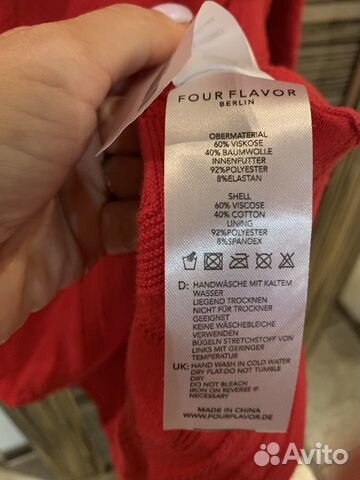 FOUR FLAVOR
BERLIN
OBERMATERIAL
60% VISKOSE
40% BAUMWOLLE
INNENFUTTER
92%POLYESTER
8%ELASTAN
SHELL
60% VISCOSE
40% COTTON
LINING
92%POLYESTER
8%SPANDEX
D: HANDWÄSCHE MIT KALTEM
WASSER
LIEGEND TROCKNEN
NICHT FÜR TROCKNER
GEEIGNET
KEINE WÄSCHEBLEICHE
VERWENDEN
BÜGELN STRETCHSTOFF VON
LINKS MIT GERINGER
TEMPERATUR
UK: HAND WASH IN COLD WATER
DRY FLAT-DO NOT TUMBLE
DRY
DO NOT BLEACH
IRON ON REVERSE IF
NECESSARY
MADE IN CHINA
WWW.FOURFLAVOR.DE
Avito